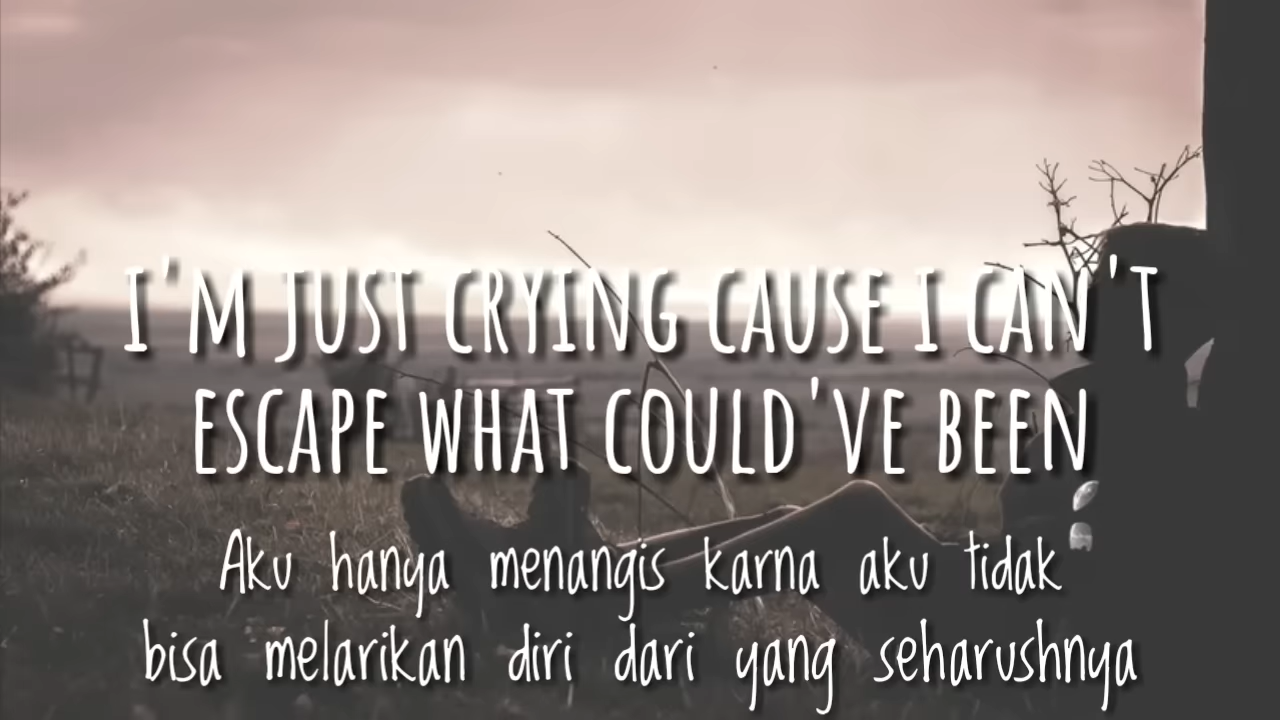 I'M JUST CRYING CAUSE I CAN'T
ESCAPE WHAT COULD'VE BEEN
Aku hanya menangis karna aku tidak
bisa melarikan diri dari yang seharushnya